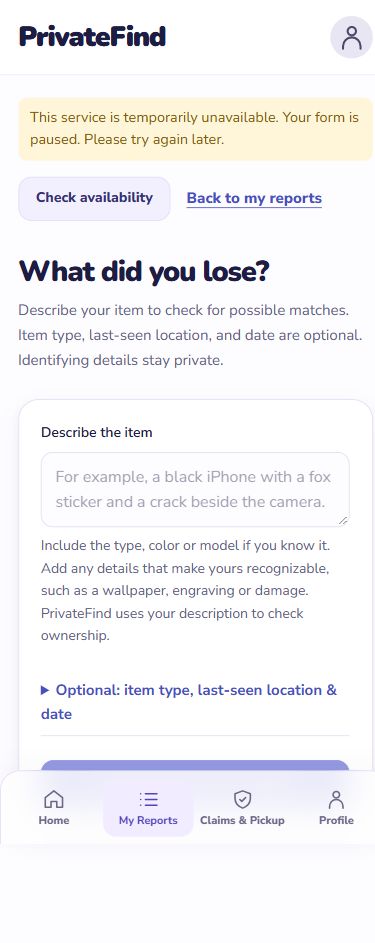 PrivateFind
This service is temporarily unavailable. Your form is
paused. Please try again later.
Check availability
Back to my reports
What did you lose?
Describe your item to check for possible matches.
Item type, last-seen location, and date are optional.
Identifying details stay private.
Describe the item
For example, a black iPhone with a fox
sticker and a crack beside the camera.
Include the type, color or model if you know it.
Add any details that make yours recognizable,
such as a wallpaper, engraving or damage.
PrivateFind uses your description to check
ownership.
Optional: item type, last-seen location &
date
Home
My Reports
Claims & Pickup
Profile